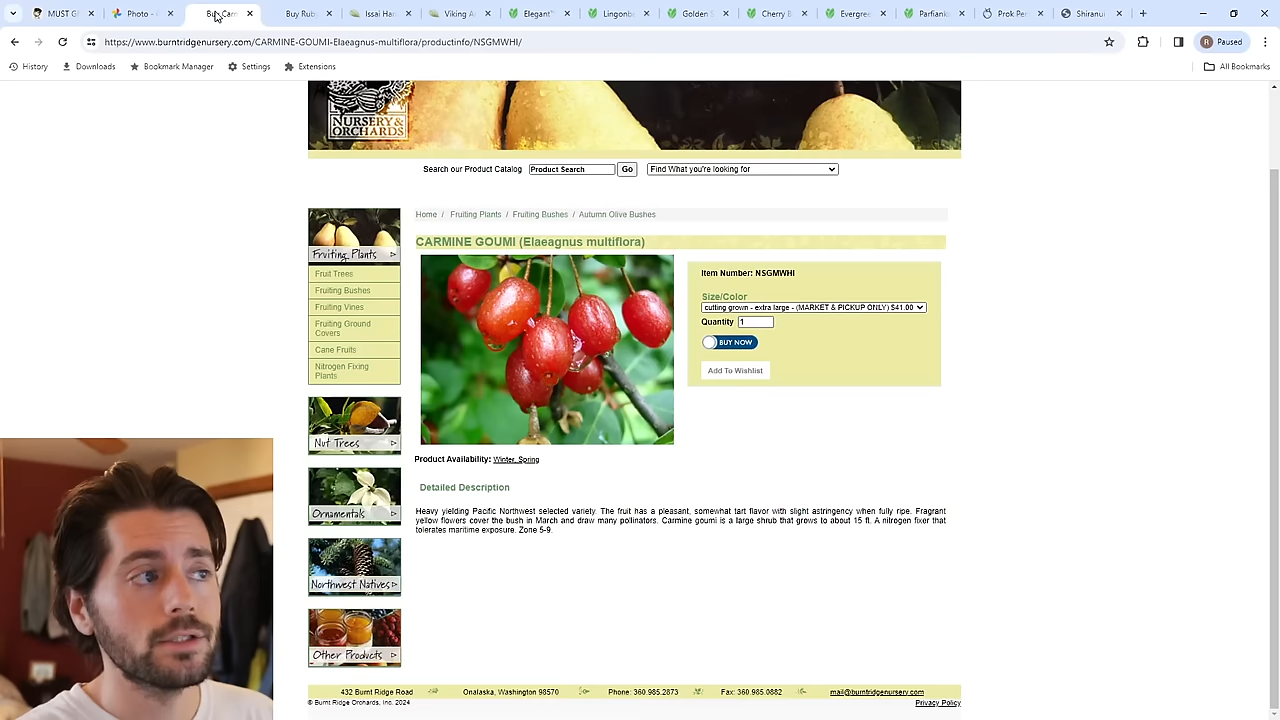 MUST G
Photo -
Buy Carm
Buy Rub
Issai Har
Viking A
Elegant"
Lingonb
Golde
Cherry B
Evergre
Parfianka
Prok Per
Shiranui
https://www.burntridgenursery.com/CARMINE-GOUMI-Elaeagnus-multiflora/productinfo/NSGMWHI/
R Paused
History Downloads Bookmark Manager Settings Extensions All Bookmarks
NURSERY &
ORCHARDS
Search our Product Catalog Product Search Go Find What you're looking for
Home / Fruiting Plants / Fruiting Bushes / Autumn Olive Bushes
CARMINE GOUMI (Elaeagnus multiflora)
Fruiting Plants
Fruit Trees
Fruiting Bushes
Fruiting Vines
Fruiting Ground
Covers
Cane Fruits
Nitrogen Fixing
Plants
Nut Trees
Ornamentals
Northwest Natives
Other Products
Item Number: NSGMWHI
Size/Color
cutting grown - extra large - (MARKET & PICKUP ONLY) $41.00
Quantity 1
BUY NOW
Add To Wishlist
Product Availability: Winter, Spring
Detailed Description
Heavy yielding Pacific Northwest selected variety. The fruit has a pleasant, somewhat tart flavor with slight astringency when fully ripe. Fragrant
yellow flowers cover the bush in March and draw many pollinators. Carmine goumi is a large shrub that grows to about 15 ft. A nitrogen fixer that
tolerates maritime exposure. Zone 5-9.
432 Burnt Ridge Road Onalaska, Washington 98570 Phone: 360.985.2873 Fax: 360.985.0882 mail@burntridgenursery.com
© Burnt Ridge Orchards, Inc. 2024 Privacy Policy